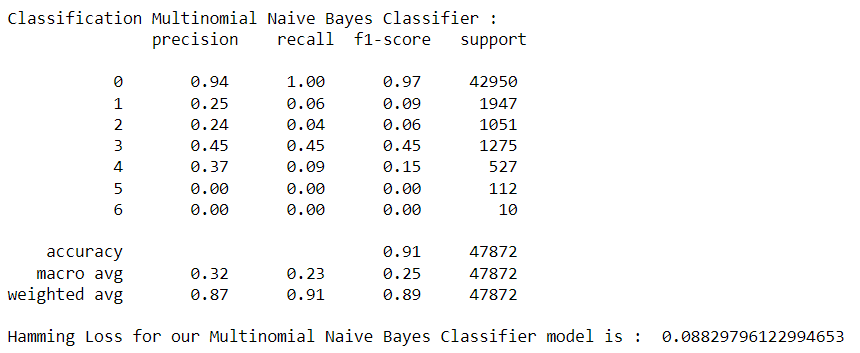 Classification Multinomial Naive Bayes Classifier :
precision recall f1-score support
0 0.94 1.00 0.97 42950
1 0.25 0.06 0.09 1947
2 0.24 0.04 0.06 1051
3 0.45 0.45 0.45 1275
4 0.37 0.09 0.15 527
5 0.00 0.00 0.00 112
6 0.00 0.00 0.00 10
accuracy 0.91 47872
macro avg 0.32 0.23 0.25 47872
weighted avg 0.87 0.91 0.89 47872
Hamming Loss for our Multinomial Naive Bayes Classifier model is : 0.08829796122994653